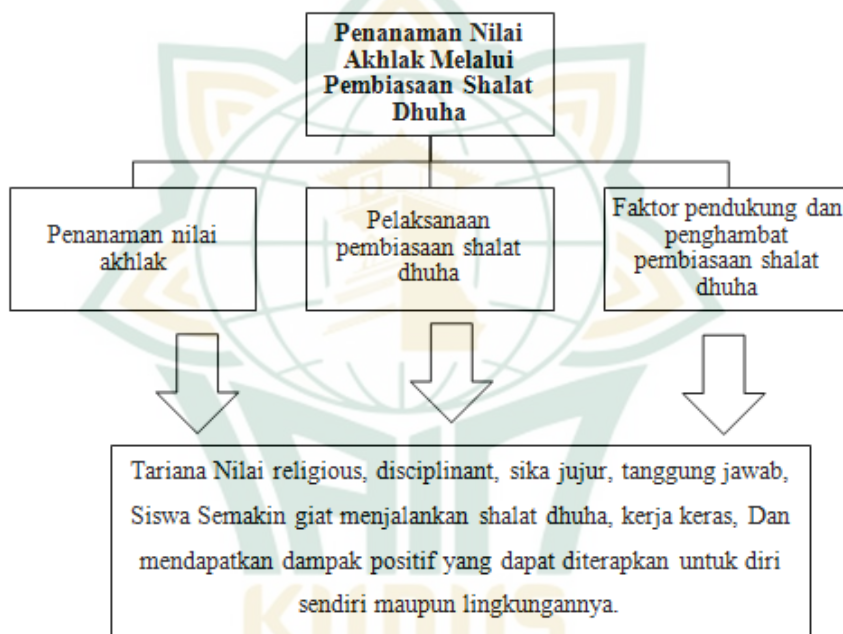 Penanaman Nilai
Akhlak Melalui
Pembiasaan Shalat
Dhuha
Penanaman nilai
akhlak
Pelaksanaan
pembiasaan shalat
dhuha
Faktor pendukung dan
penghambat
pembiasaan shalat
dhuha
Tariana Nilai religious, disciplinant, sika jujur, tanggung jawab,
Siswa Semakin giat menjalankan shalat dhuha, kerja keras, Dan
mendapatkan dampak positif yang dapat diterapkan untuk diri
sendiri maupun lingkungannya.
KUDUS